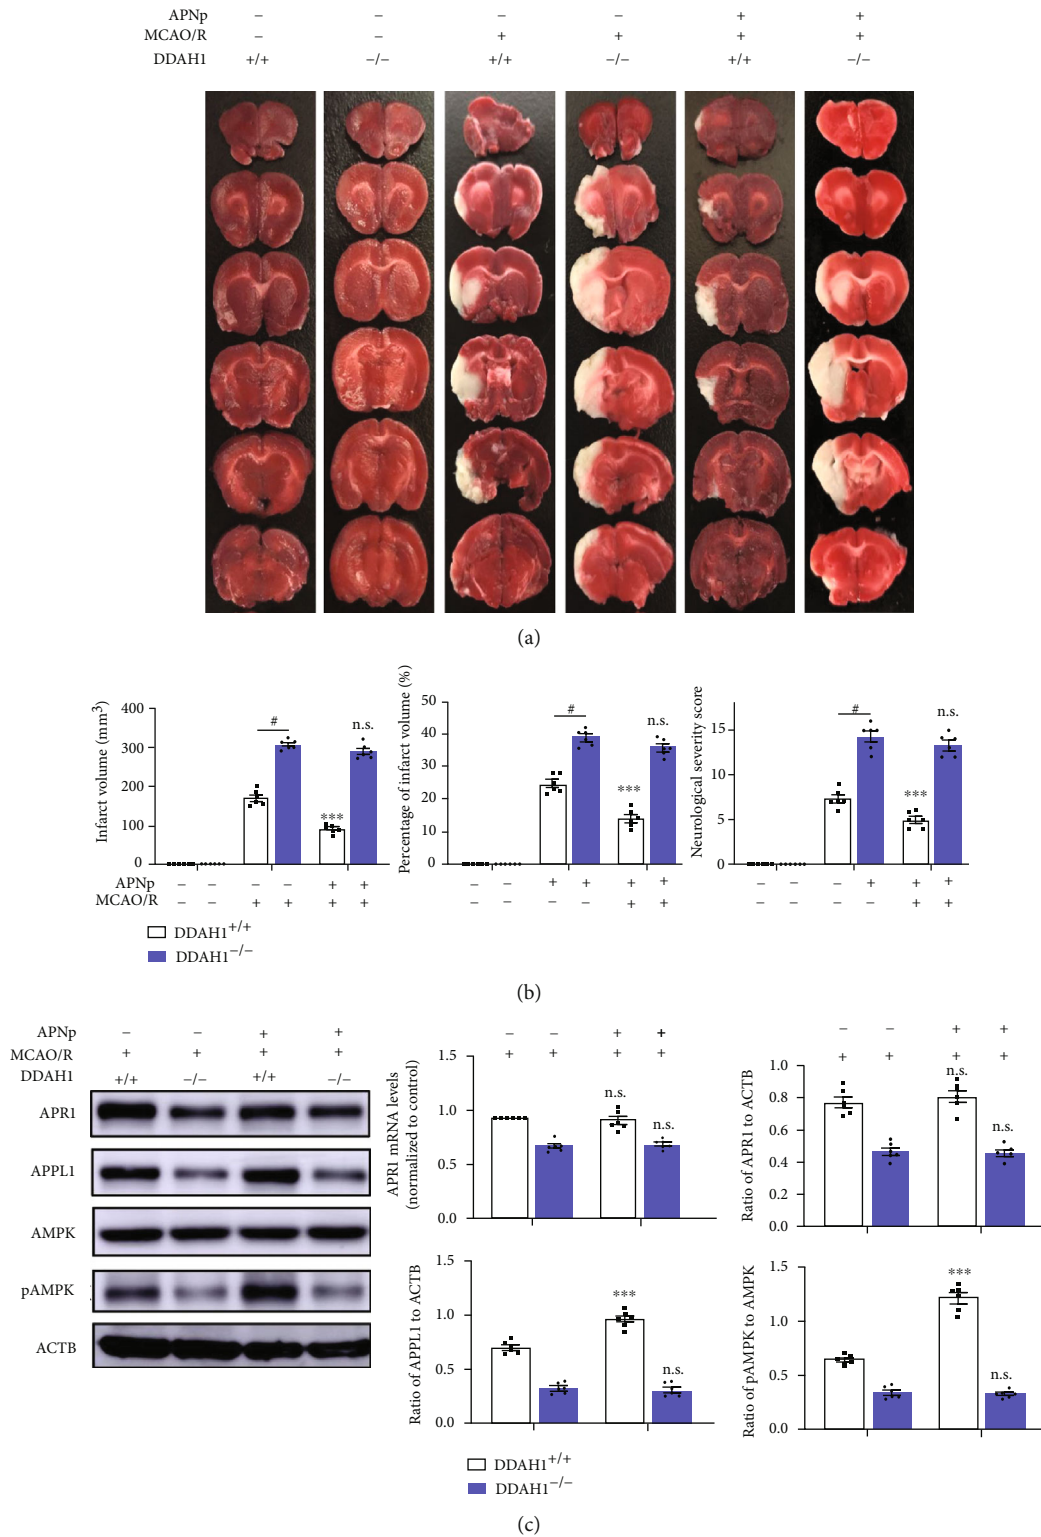 APNp − − − − + +
MCAO/R − − + + + +
DDAH1 +/+ −/− +/+ −/− +/+ −/−
(a)
Infarct volume (mm³)
400
300
200
100
0
#
***
n.s.
APNp − − − − + +
MCAO/R − − + + + +
Percentage of infarct volume (%)
50
40
30
20
10
0
#
***
n.s.
− − + + + +
− − − − + +
Neurological severity score
15
10
5
0
#
***
n.s.
− − − + + +
− − − − + +
DDAH1+/+
DDAH1−/−
(b)
APNp − − + +
MCAO/R + + + +
DDAH1 +/+ −/− +/+ −/−
APR1
APPL1
AMPK
pAMPK
ACTB
− − + +
+ + + +
APR1 mRNA levels
(normalized to control)
1.5
1.0
0.5
0.0
n.s.
n.s.
− − + +
+ + + +
Ratio of APR1 to ACTB
1.0
0.8
0.6
0.4
0.2
0.0
n.s.
n.s.
Ratio of APPL1 to ACTB
1.5
1.0
0.5
0.0
***
n.s.
Ratio of pAMPK to AMPK
1.5
1.0
0.5
0.0
***
n.s.
DDAH1+/+
DDAH1−/−
(c)